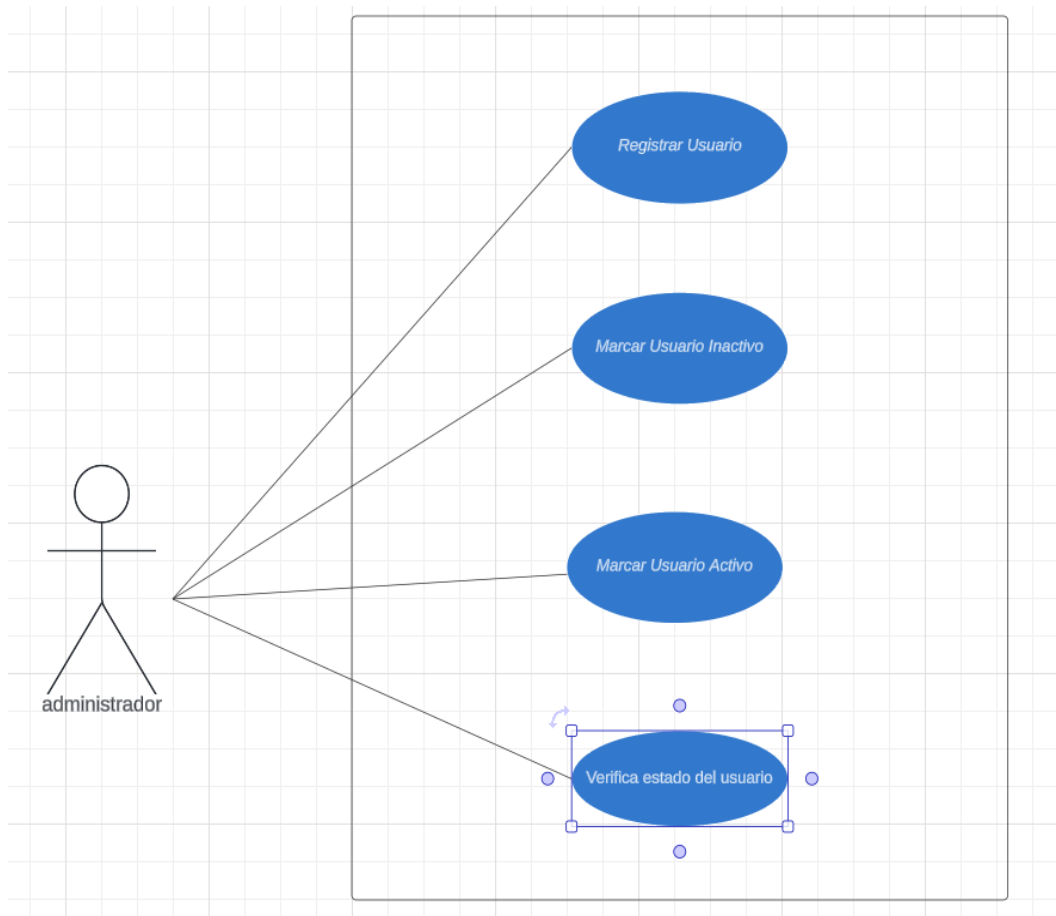 Registrar Usuario
Marcar Usuario Inactivo
Marcar Usuario Activo
administrador
Verifica estado del usuario